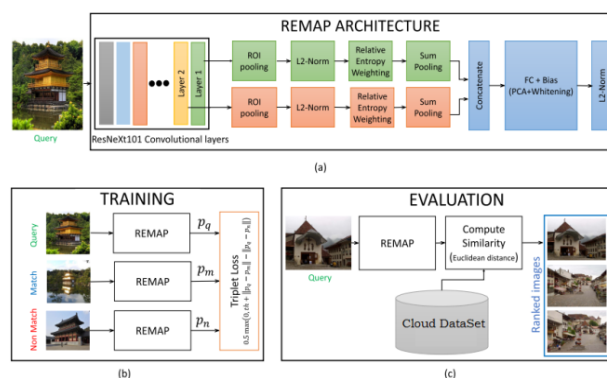 REMAP ARCHITECTURE
Layer 2
Layer 1
ROI
pooling
L2-Norm
Relative
Entropy
Weighting
Sum
Pooling
ROI
pooling
L2-Norm
Relative
Entropy
Weighting
Sum
Pooling
Concatenate
FC + Bias
(PCA+Whitening)
L2-Norm
Query
ResNeXt101 Convolutional layers
(a)
TRAINING
Query
REMAP
p_q
Match
REMAP
p_m
Non Match
REMAP
p_n
Triplet Loss
0.5 max(0, th + ||p_q − p_m|| − ||p_q − p_n||)
(b)
EVALUATION
Query
REMAP
Compute
Similarity
(Euclidean distance)
Cloud DataSet
Ranked images
(c)